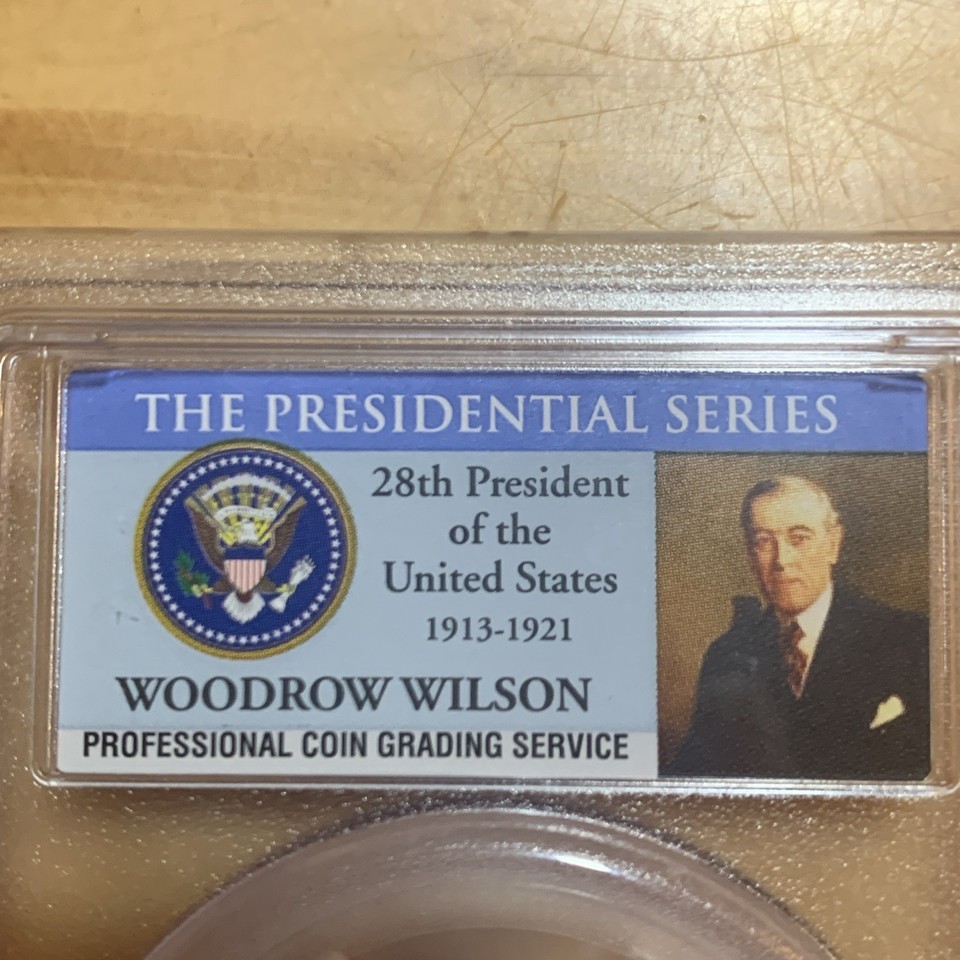 THE PRESIDENTIAL SERIES
28th President
of the
United States
1913-1921
WOODROW WILSON
PROFESSIONAL COIN GRADING SERVICE